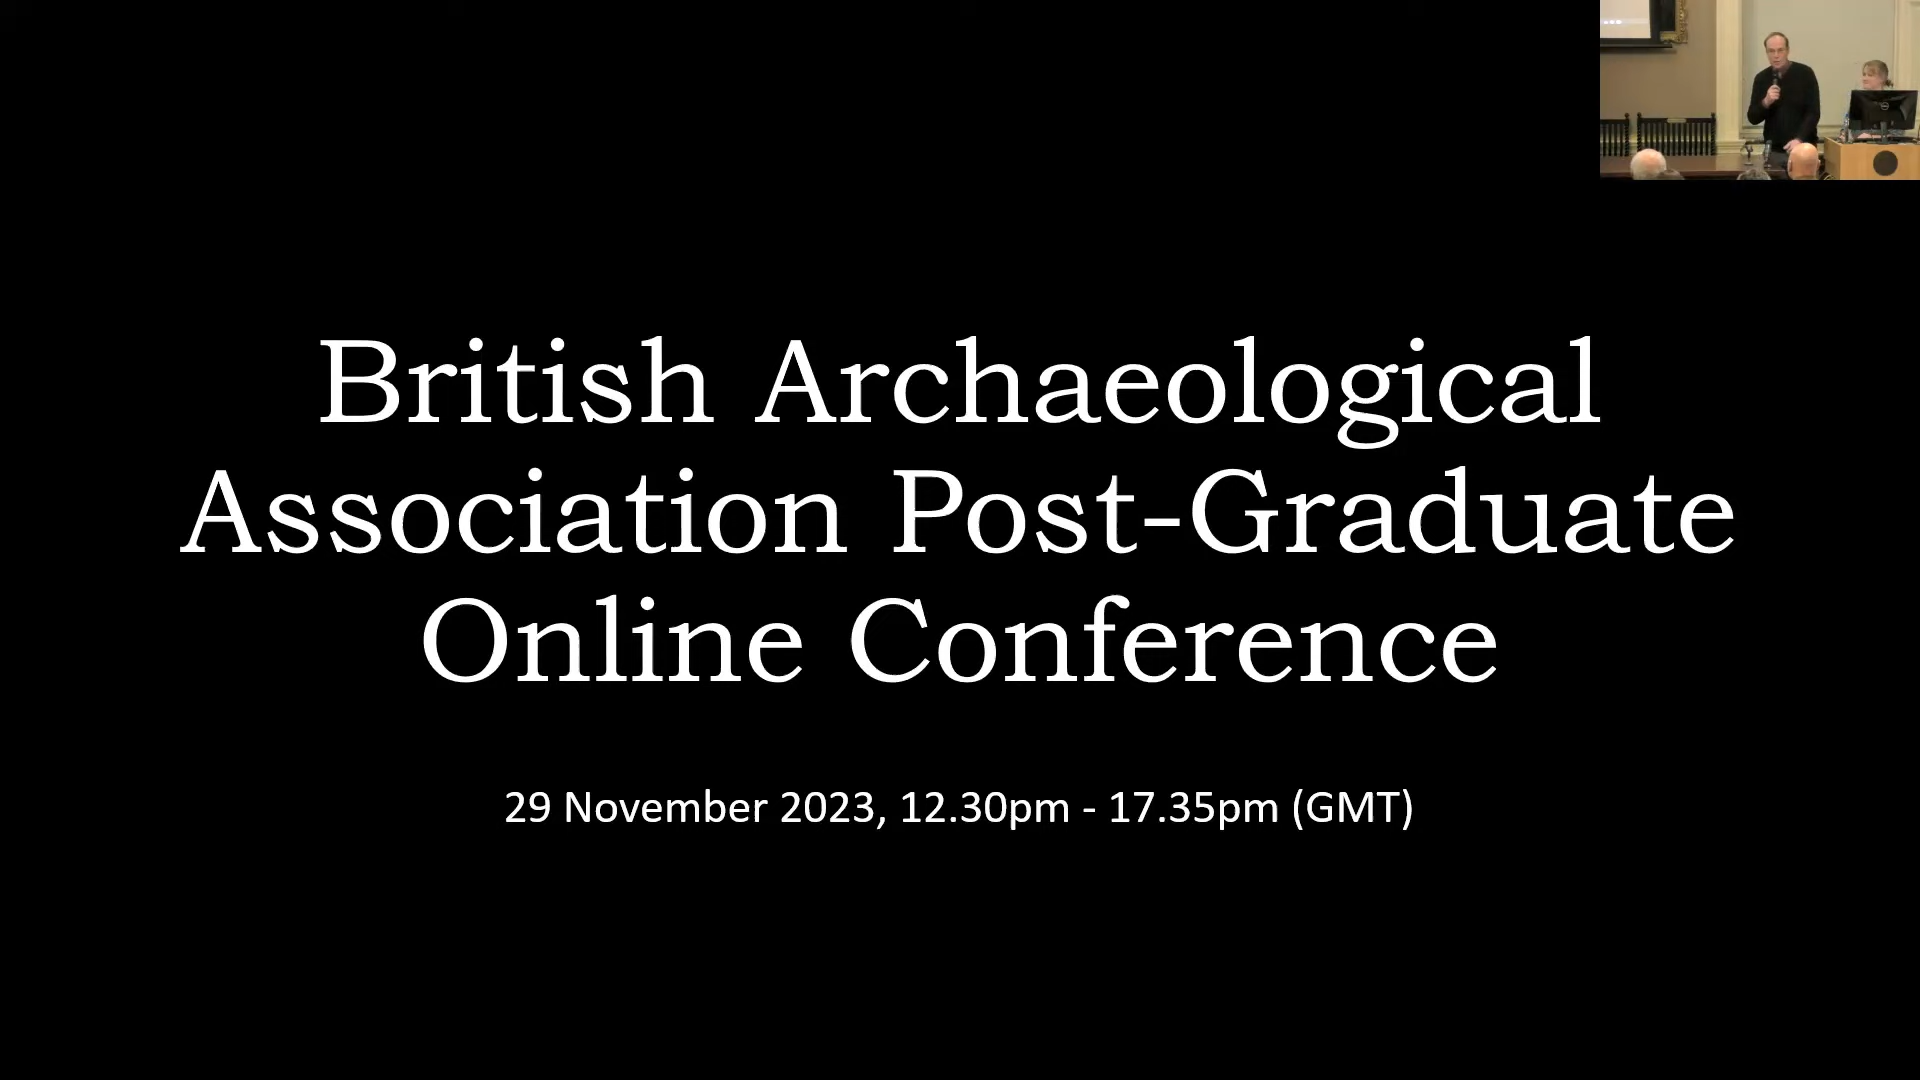 British Archaeological
Association Post-Graduate
Online Conference
29 November 2023, 12.30pm - 17.35pm (GMT)